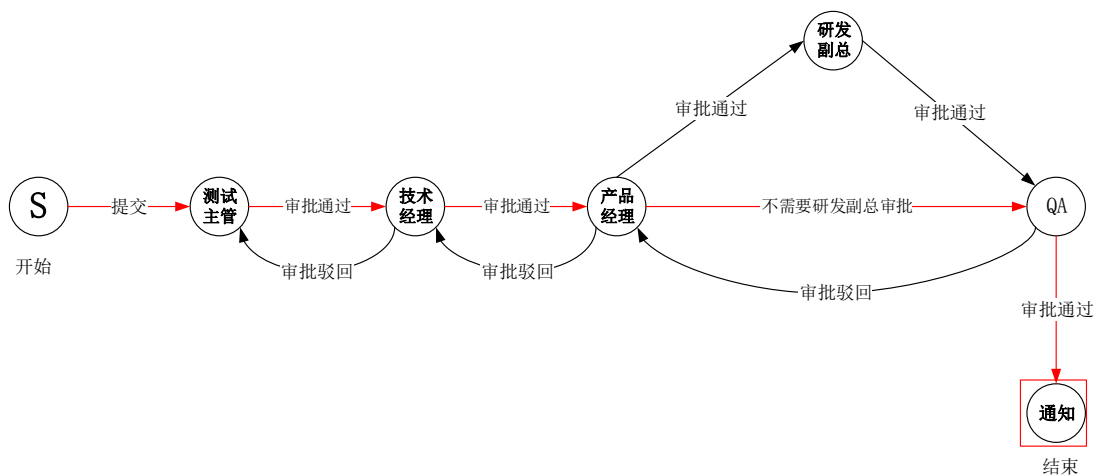 研发
副总
审批通过
审批通过
S
提交
测试
主管
审批通过
技术
经理
审批通过
产品
经理
不需要研发副总审批
QA
开始
审批驳回
审批驳回
审批驳回
审批通过
通知
结束